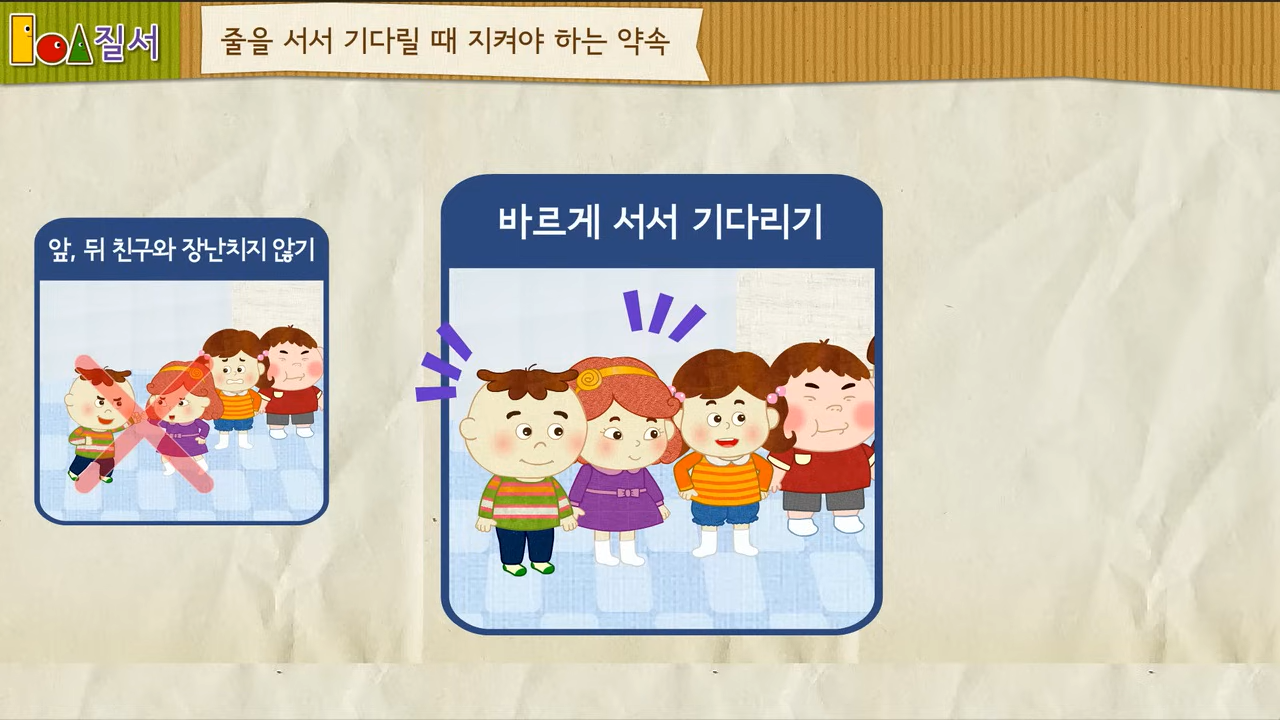 질서
줄을 서서 기다릴 때 지켜야 하는 약속
앞, 뒤 친구와 장난치지 않기
바르게 서서 기다리기